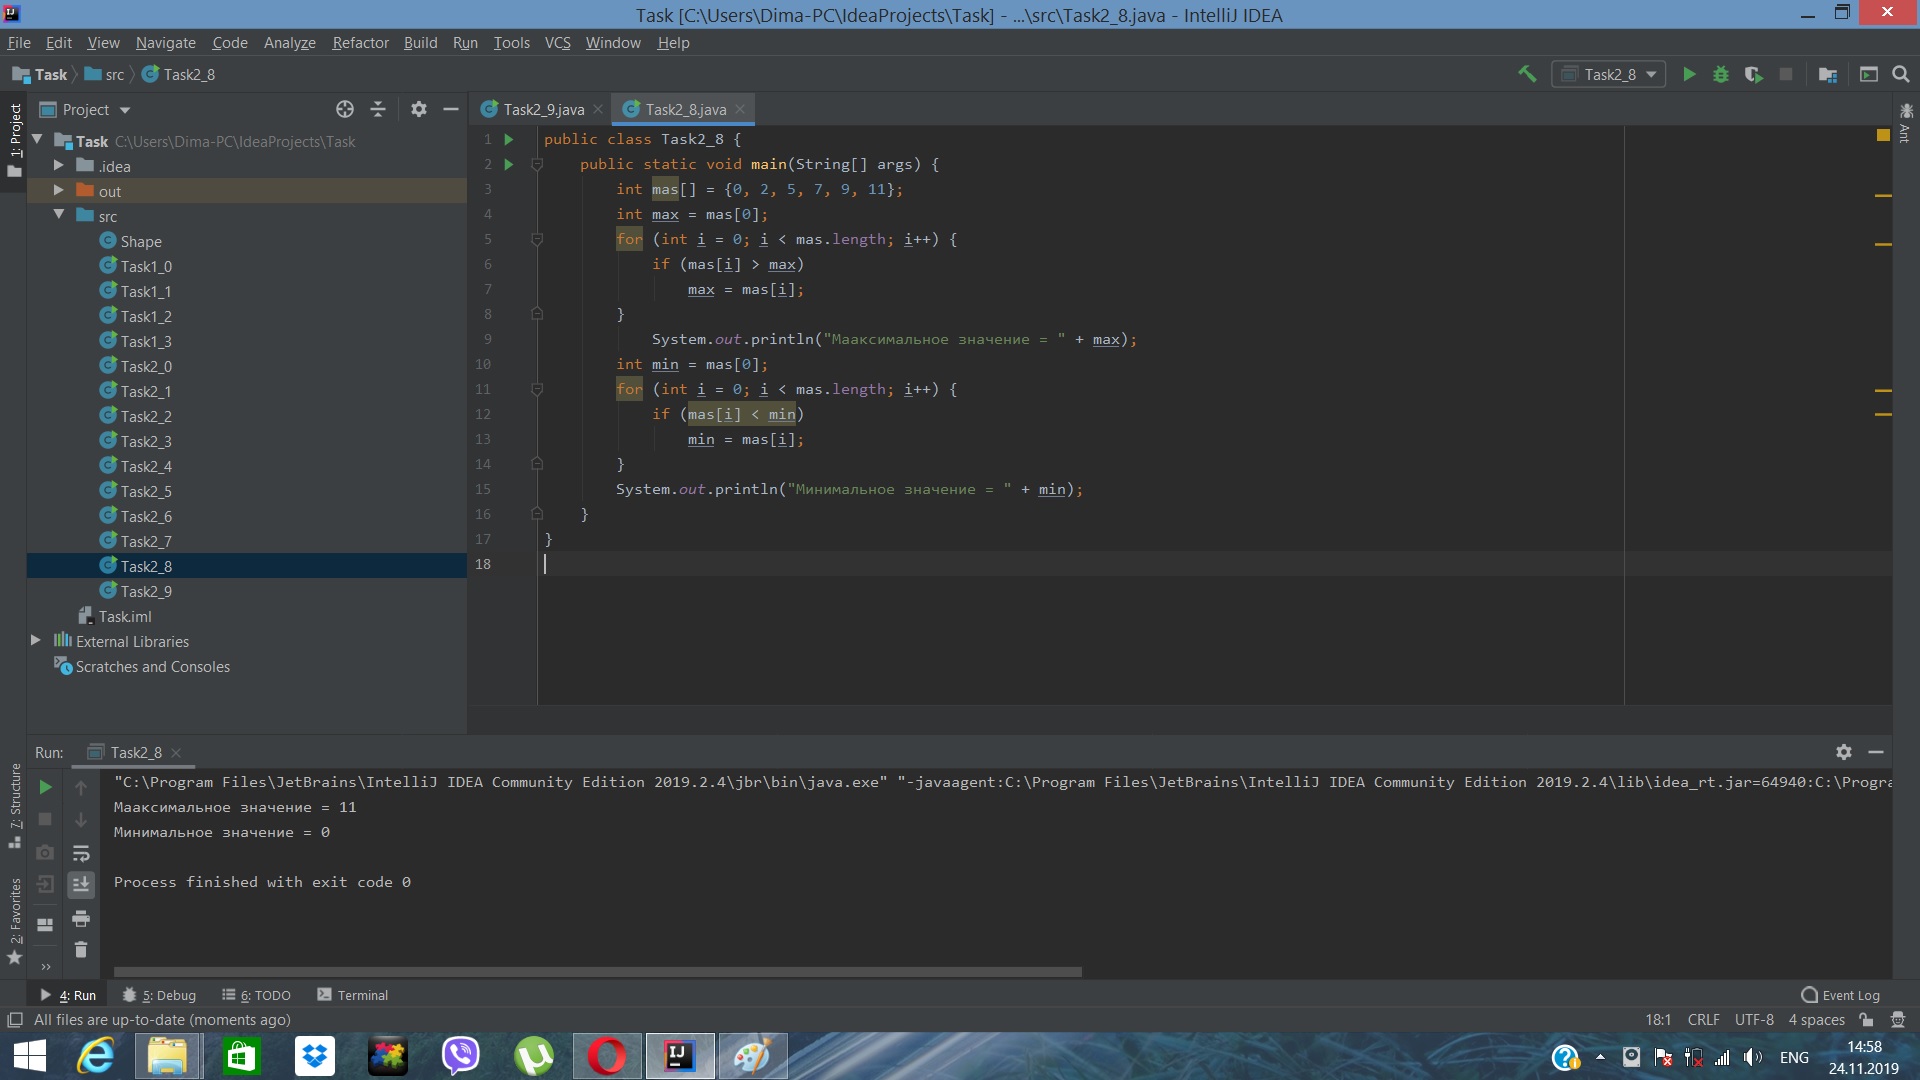 Task [C:\Users\Dima-PC\IdeaProjects\Task] - ...\src\Task2_8.java - IntelliJ IDEA
File Edit View Navigate Code Analyze Refactor Build Run Tools VCS Window Help
Task src Task2_8
Task2_8
1: Project
Project
Task2_9.java
Task2_8.java
Ant
Task C:\Users\Dima-PC\IdeaProjects\Task
.idea
out
src
Shape
Task1_0
Task1_1
Task1_2
Task1_3
Task2_0
Task2_1
Task2_2
Task2_3
Task2_4
Task2_5
Task2_6
Task2_7
Task2_8
Task2_9
Task.iml
External Libraries
Scratches and Consoles
1 public class Task2_8 {
2 public static void main(String[] args) {
3 int mas[] = {0, 2, 5, 7, 9, 11};
4 int max = mas[0];
5 for (int i = 0; i < mas.length; i++) {
6 if (mas[i] > max)
7 max = mas[i];
8 }
9 System.out.println("Мааксимальное значение = " + max);
10 int min = mas[0];
11 for (int i = 0; i < mas.length; i++) {
12 if (mas[i] < min)
13 min = mas[i];
14 }
15 System.out.println("Минимальное значение = " + min);
16 }
17 }
18
Run: Task2_8
7: Structure
2: Favorites
"C:\Program Files\JetBrains\IntelliJ IDEA Community Edition 2019.2.4\jbr\bin\java.exe" "-javaagent:C:\Program Files\JetBrains\IntelliJ IDEA Community Edition 2019.2.4\lib\idea_rt.jar=64940:C:\Progra
Мааксимальное значение = 11
Минимальное значение = 0
Process finished with exit code 0
4: Run 5: Debug 6: TODO Terminal Event Log
All files are up-to-date (moments ago) 18:1 CRLF UTF-8 4 spaces
ENG 14:58
24.11.2019